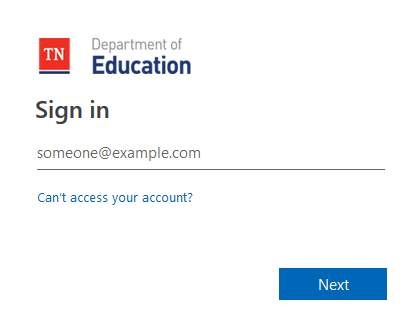 TN
Department of
Education
Sign in
someone@example.com
Can't access your account?
Next